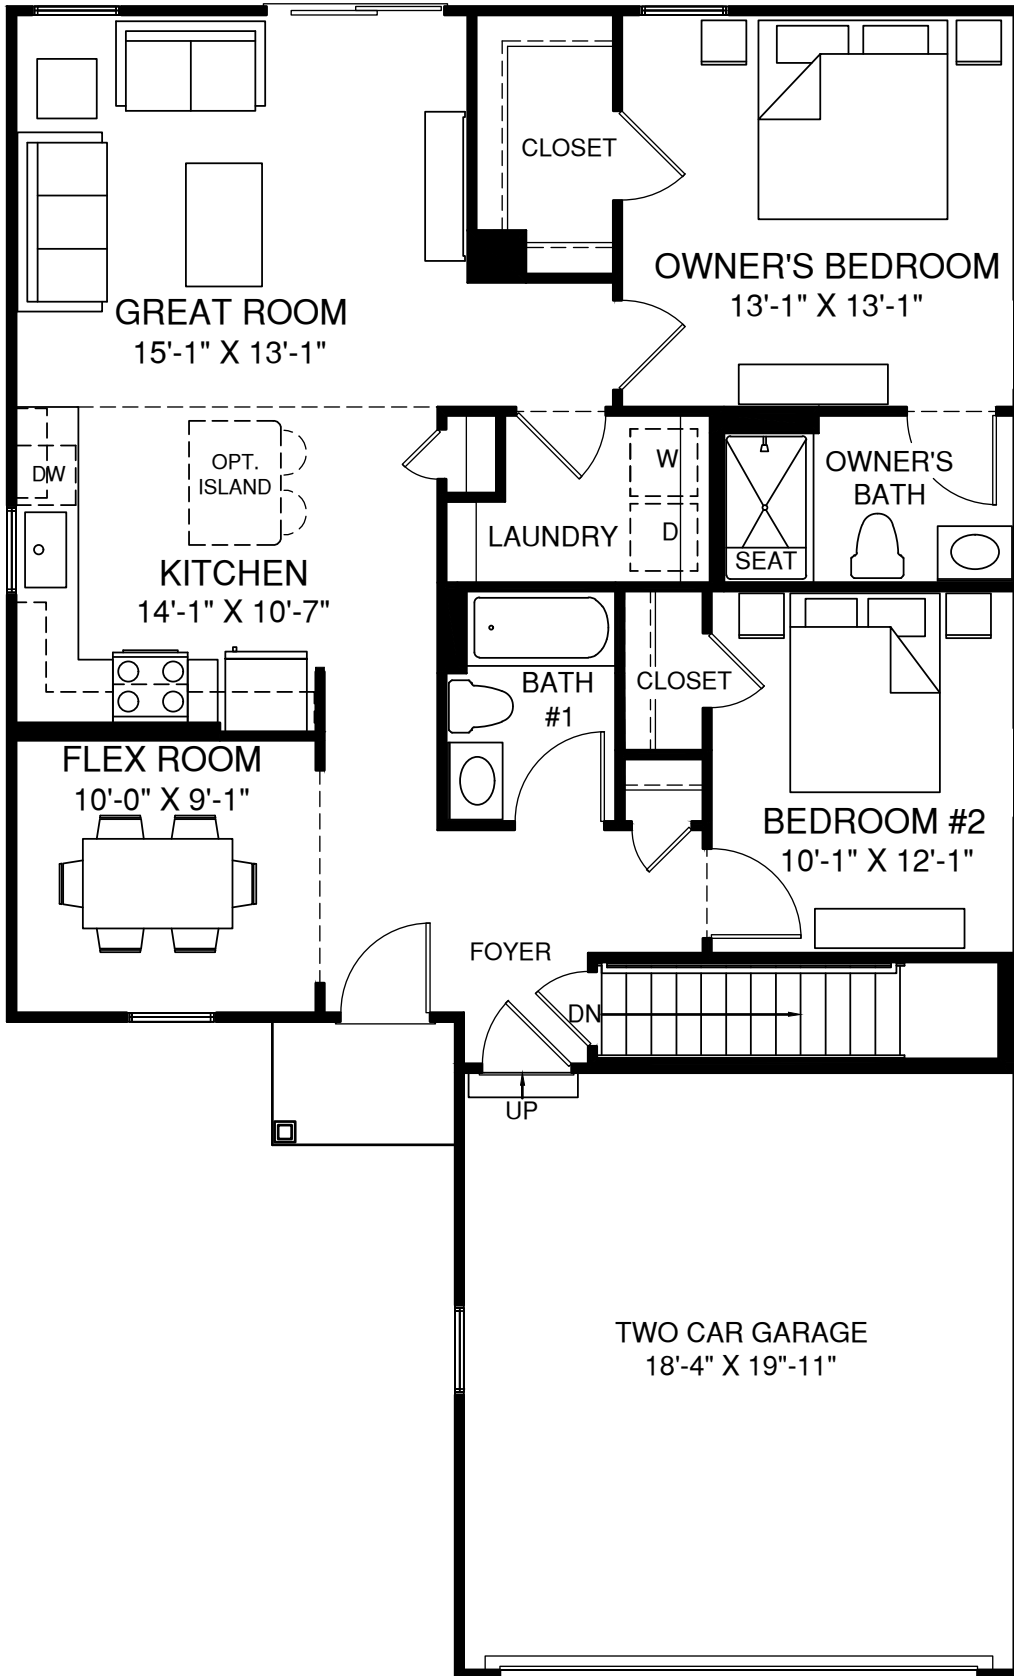 CLOSET
OWNER'S BEDROOM
13'-1" X 13'-1"
GREAT ROOM
15'-1" X 13'-1"
DW
OPT.
ISLAND
W
D
LAUNDRY
OWNER'S
BATH
SEAT
KITCHEN
14'-1" X 10'-7"
BATH
#1
CLOSET
FLEX ROOM
10'-0" X 9'-1"
BEDROOM #2
10'-1" X 12'-1"
FOYER
DN
UP
TWO CAR GARAGE
18'-4" X 19"-11"